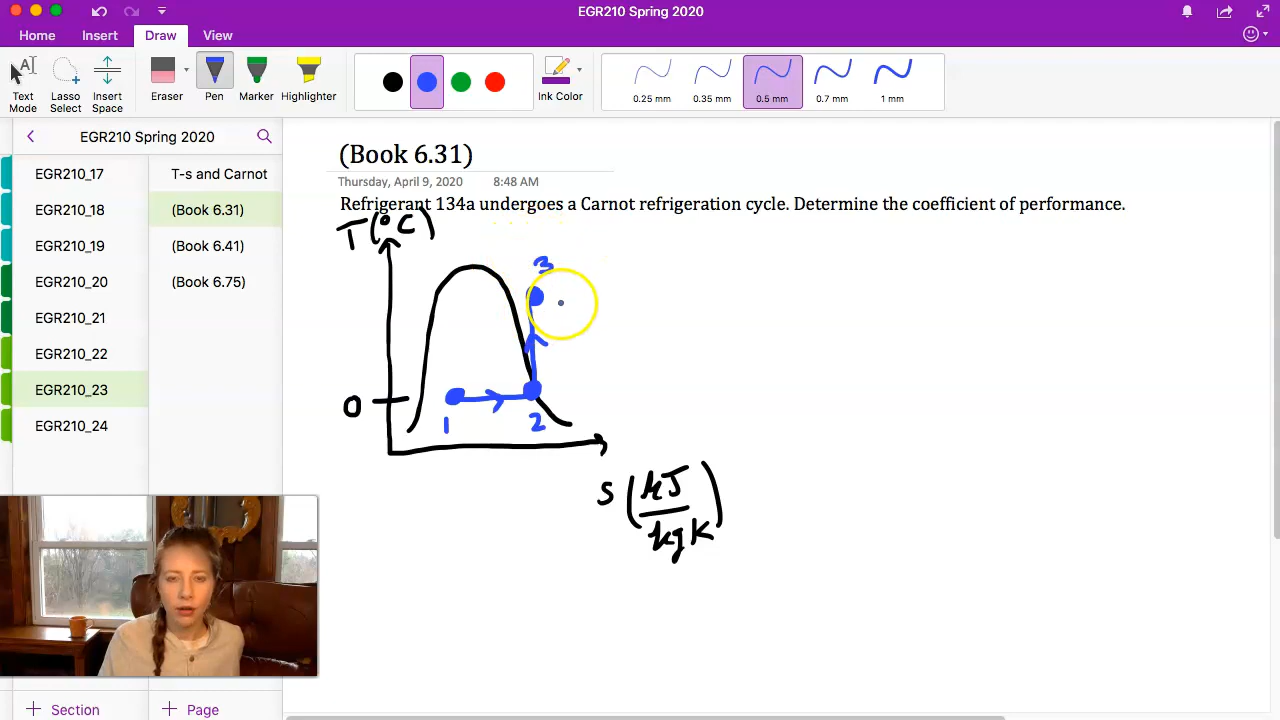 EGR210 Spring 2020
Home Insert Draw View
Text Mode
Lasso Select
Insert Space
Eraser
Pen
Marker
Highlighter
Ink Color
0.25 mm
0.35 mm
0.5 mm
0.7 mm
1 mm
EGR210 Spring 2020
EGR210_17
EGR210_18
EGR210_19
EGR210_20
EGR210_21
EGR210_22
EGR210_23
EGR210_24
T-s and Carnot
(Book 6.31)
(Book 6.41)
(Book 6.75)
+ Section
+ Page
(Book 6.31)
Thursday, April 9, 2020 8:48 AM
Refrigerant 134a undergoes a Carnot refrigeration cycle. Determine the coefficient of performance.
T(°C)
3
0
1 2
s (kJ/kgK)